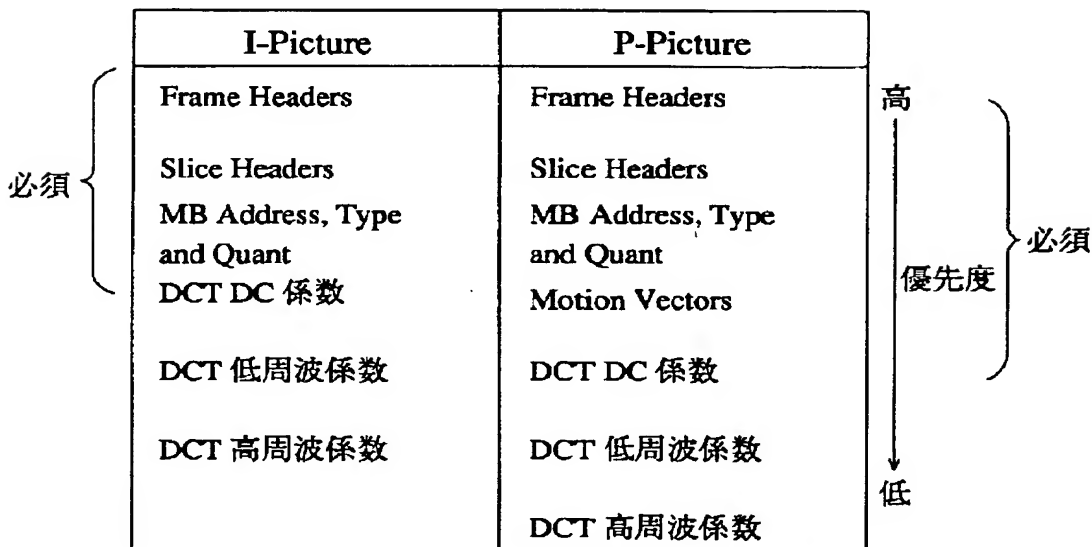 I-Picture P-Picture
Frame Headers Frame Headers 高
Slice Headers Slice Headers
必須
MB Address, Type MB Address, Type
and Quant and Quant 必須
DCT DC 係数 Motion Vectors 優先度
DCT 低周波係数 DCT DC 係数
DCT 高周波係数 DCT 低周波係数
低
DCT 高周波係数